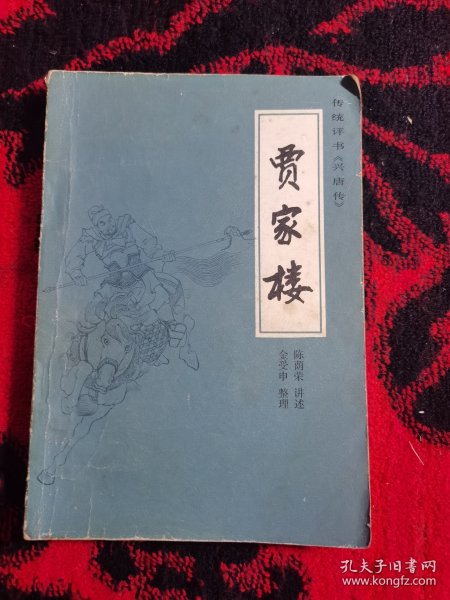 传统评书《兴唐传》
贾家楼
陈荫荣 讲述
金受申 整理
孔夫子旧书网
www.kongfz.com